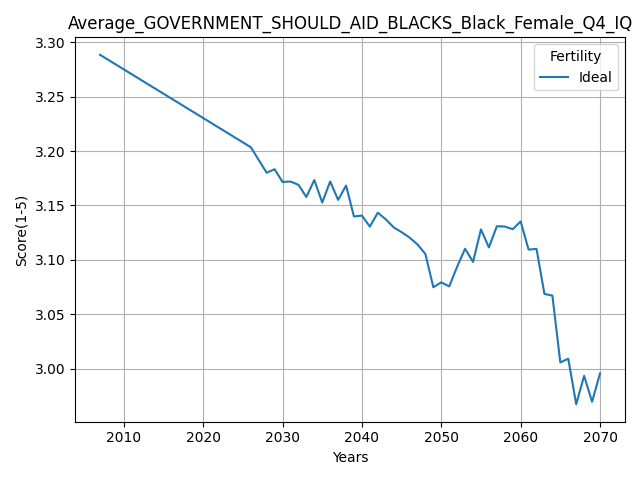 Average_GOVERNMENT_SHOULD_AID_BLACKS_Black_Female_Q4_IQ
Fertility
Ideal
Score(1-5)
3.30
3.25
3.20
3.15
3.10
3.05
3.00
2010 2020 2030 2040 2050 2060 2070
Years